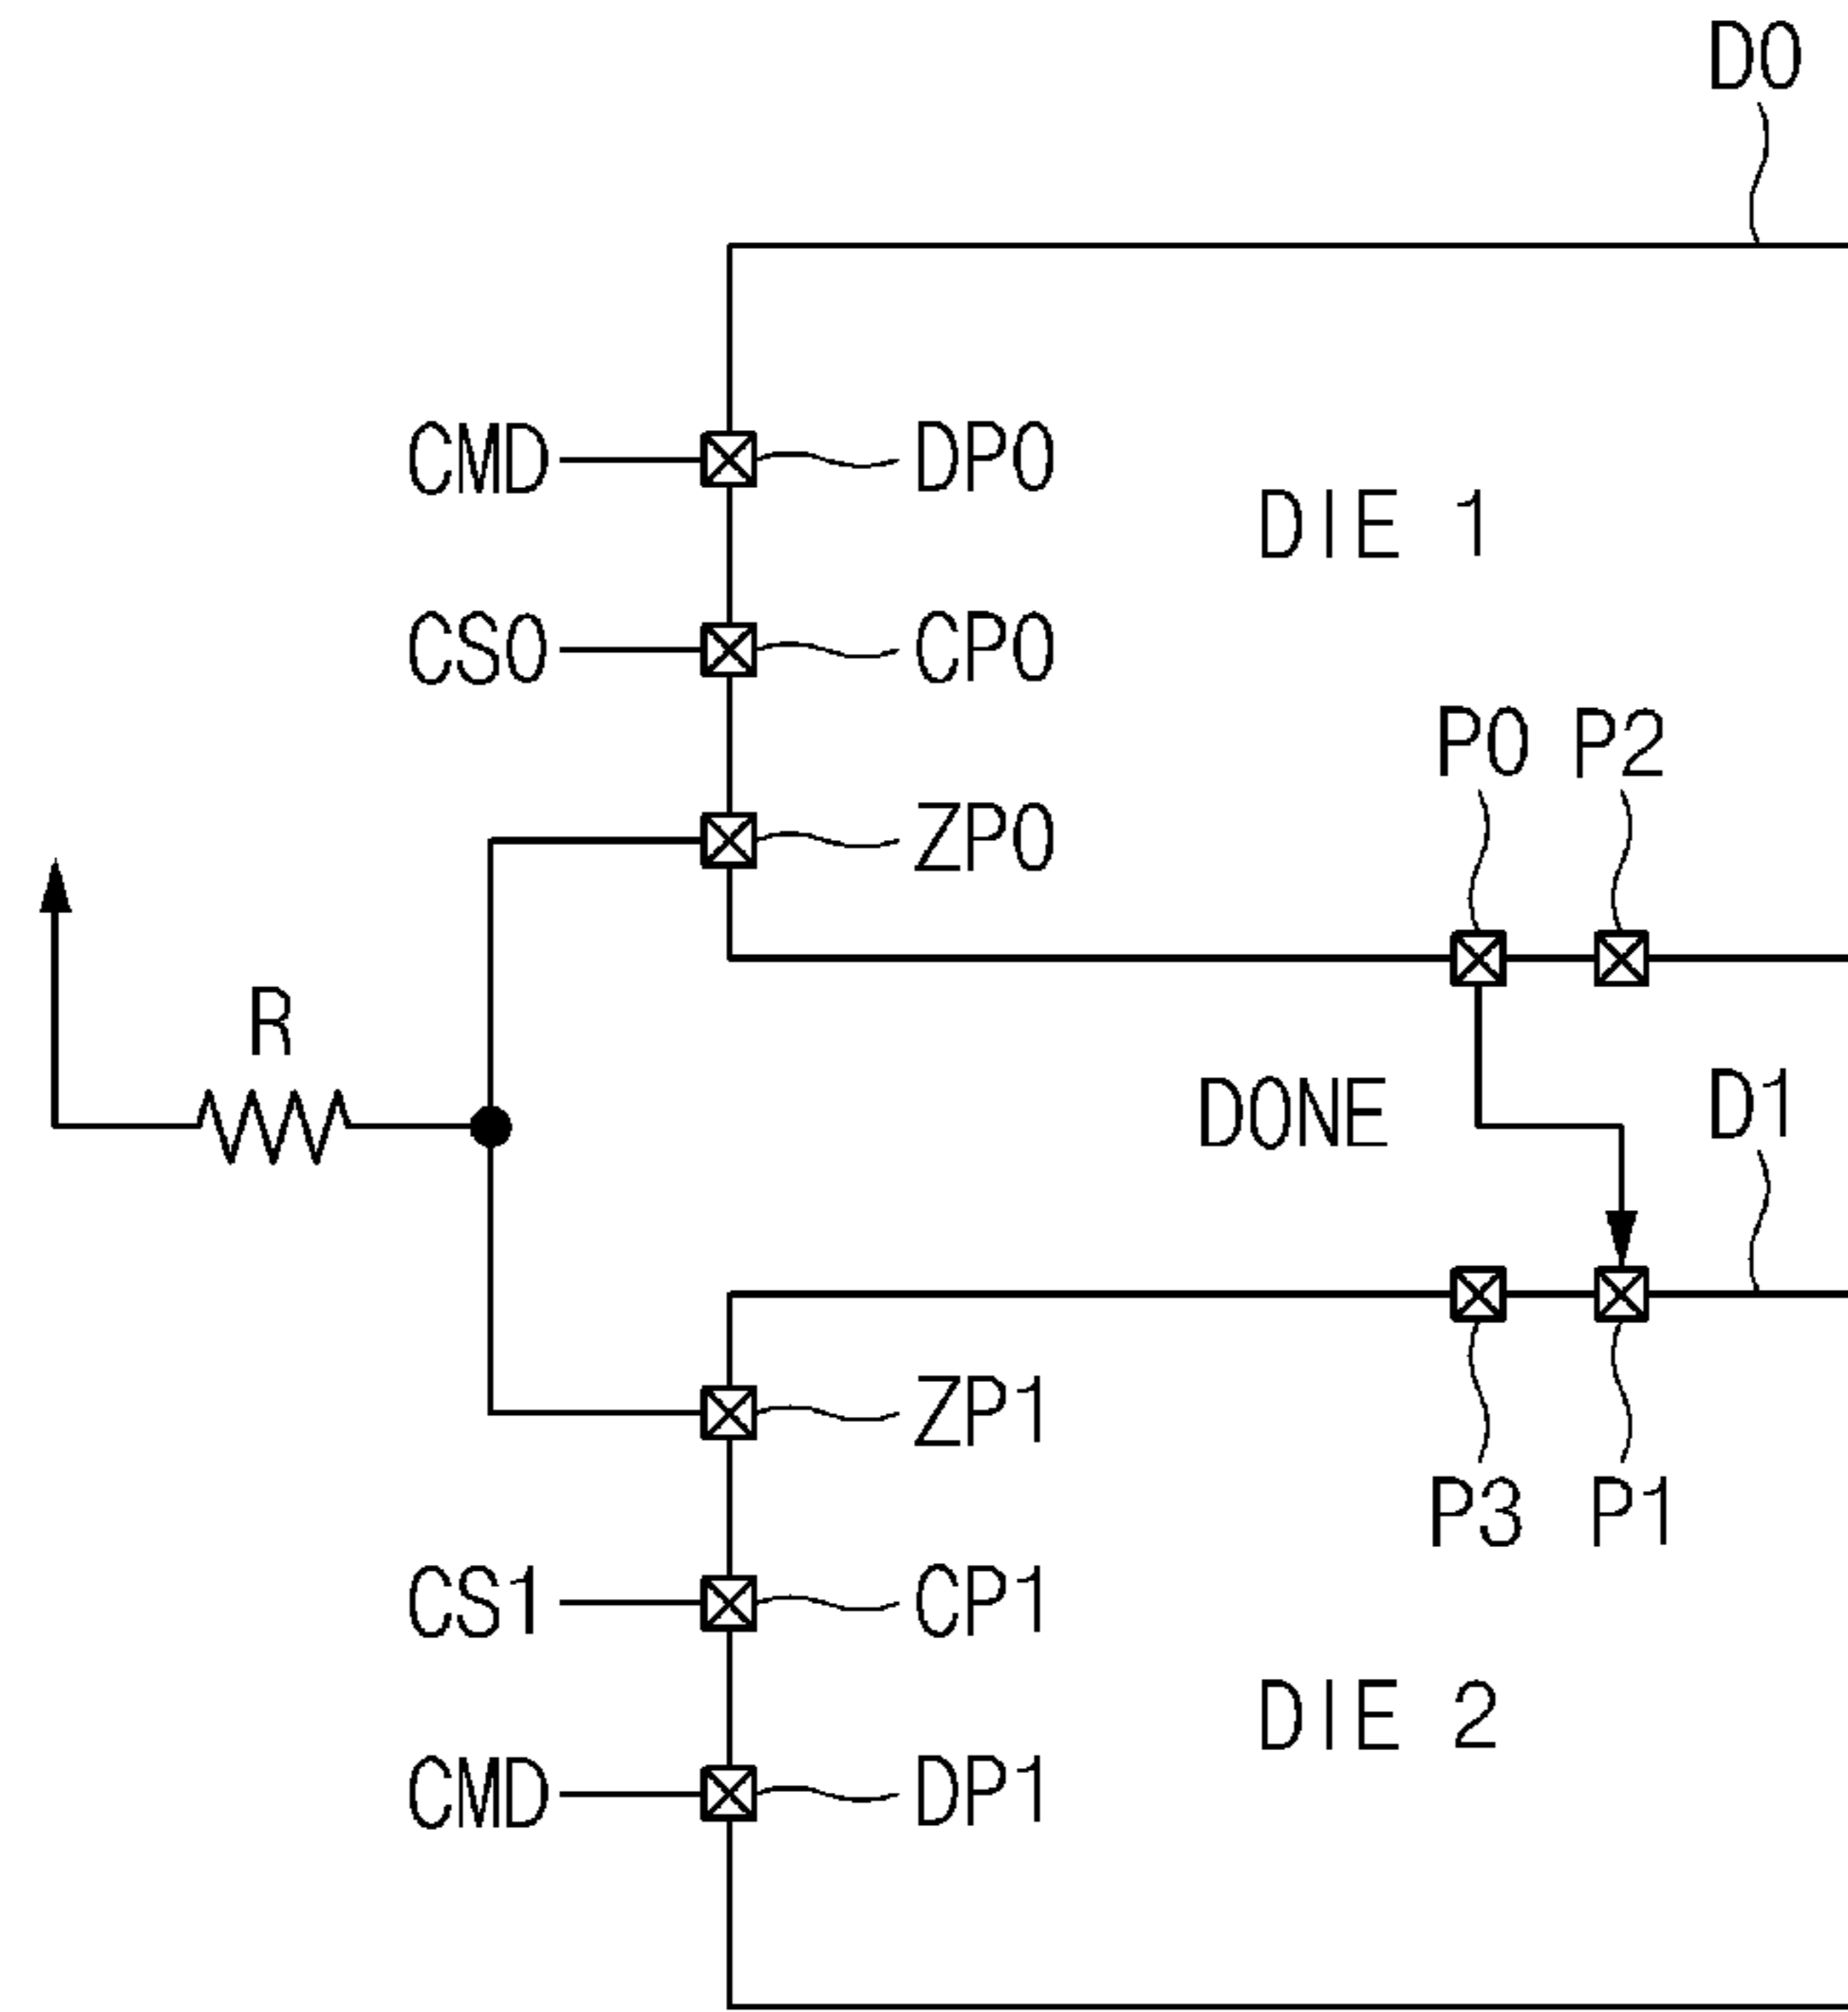 D0
CMD
DP0
DIE 1
CS0
CP0
P0 P2
ZP0
R
DONE
D1
ZP1
P3 P1
CS1
CP1
DIE 2
CMD
DP1